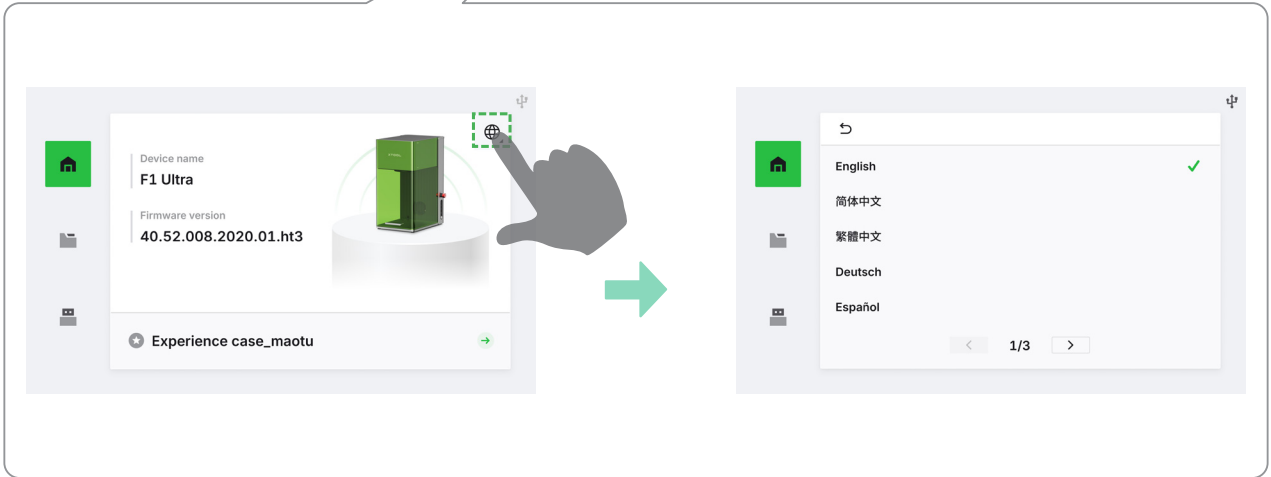 Device name
F1 Ultra
Firmware version
40.52.008.2020.01.ht3
Experience case_maotu
English
简体中文
繁體中文
Deutsch
Español
1/3